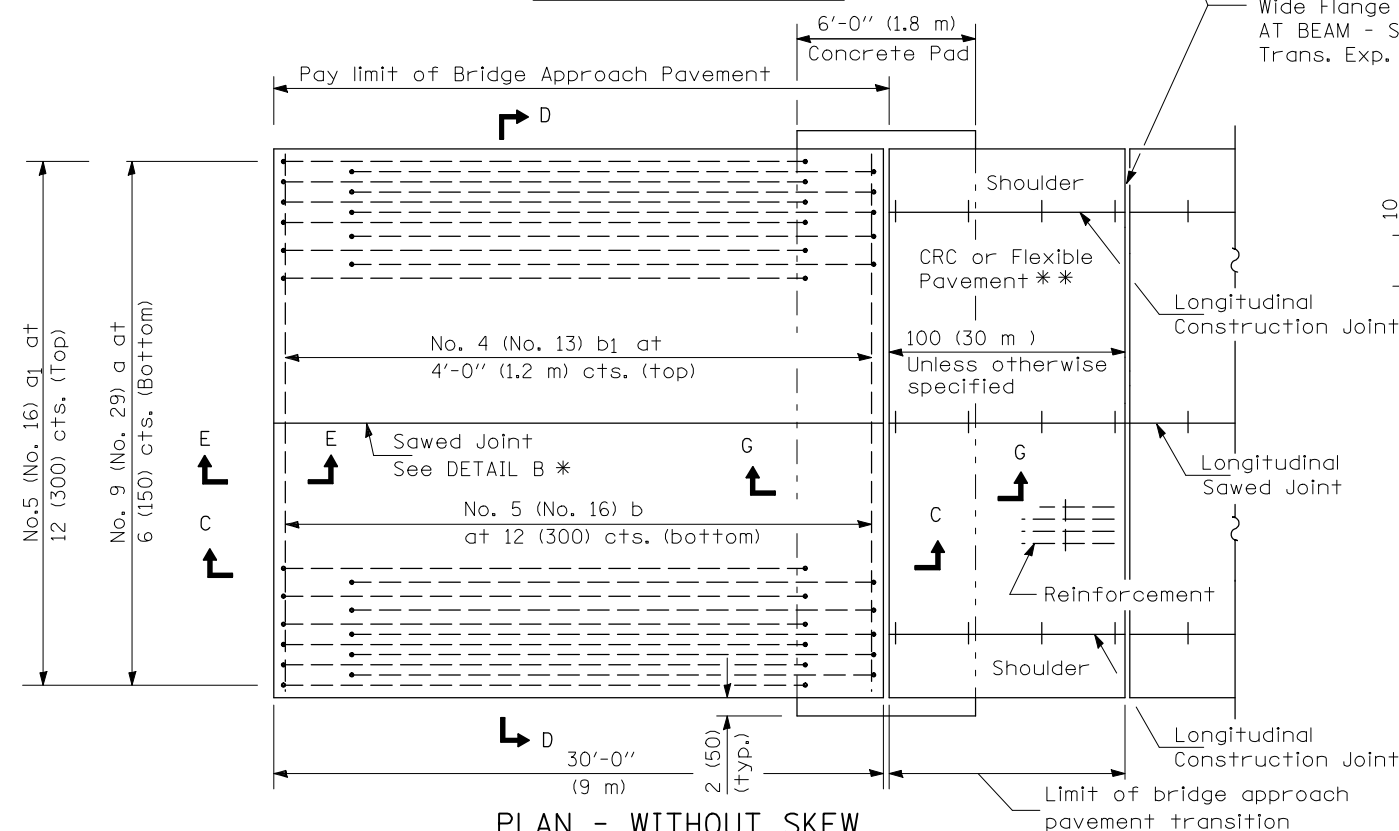 Wide Flange
AT BEAM - S
Trans. Exp.
6'-0'' (1.8 m)
Concrete Pad
Pay limit of Bridge Approach Pavement
D
Shoulder
10
CRC or Flexible
Pavement * *
Longitudinal
Construction Joint
No.5 (No. 16) a1 at
12 (300) cts. (Top)
No. 9 (No. 29) a at
6 (150) cts. (Bottom)
No. 4 (No. 13) b1 at
4'-0'' (1.2 m) cts. (top)
100 (30 m )
Unless otherwise
specified
E
E
Sawed Joint
See DETAIL B *
G
G
Longitudinal
Sawed Joint
C
No. 5 (No. 16) b
at 12 (300) cts. (bottom)
C
Reinforcement
Shoulder
D
30'-0''
(9 m)
2 (50)
(typ.)
Longitudinal
Construction Joint
Limit of bridge approach
pavement transition
PLAN - WITHOUT SKEW